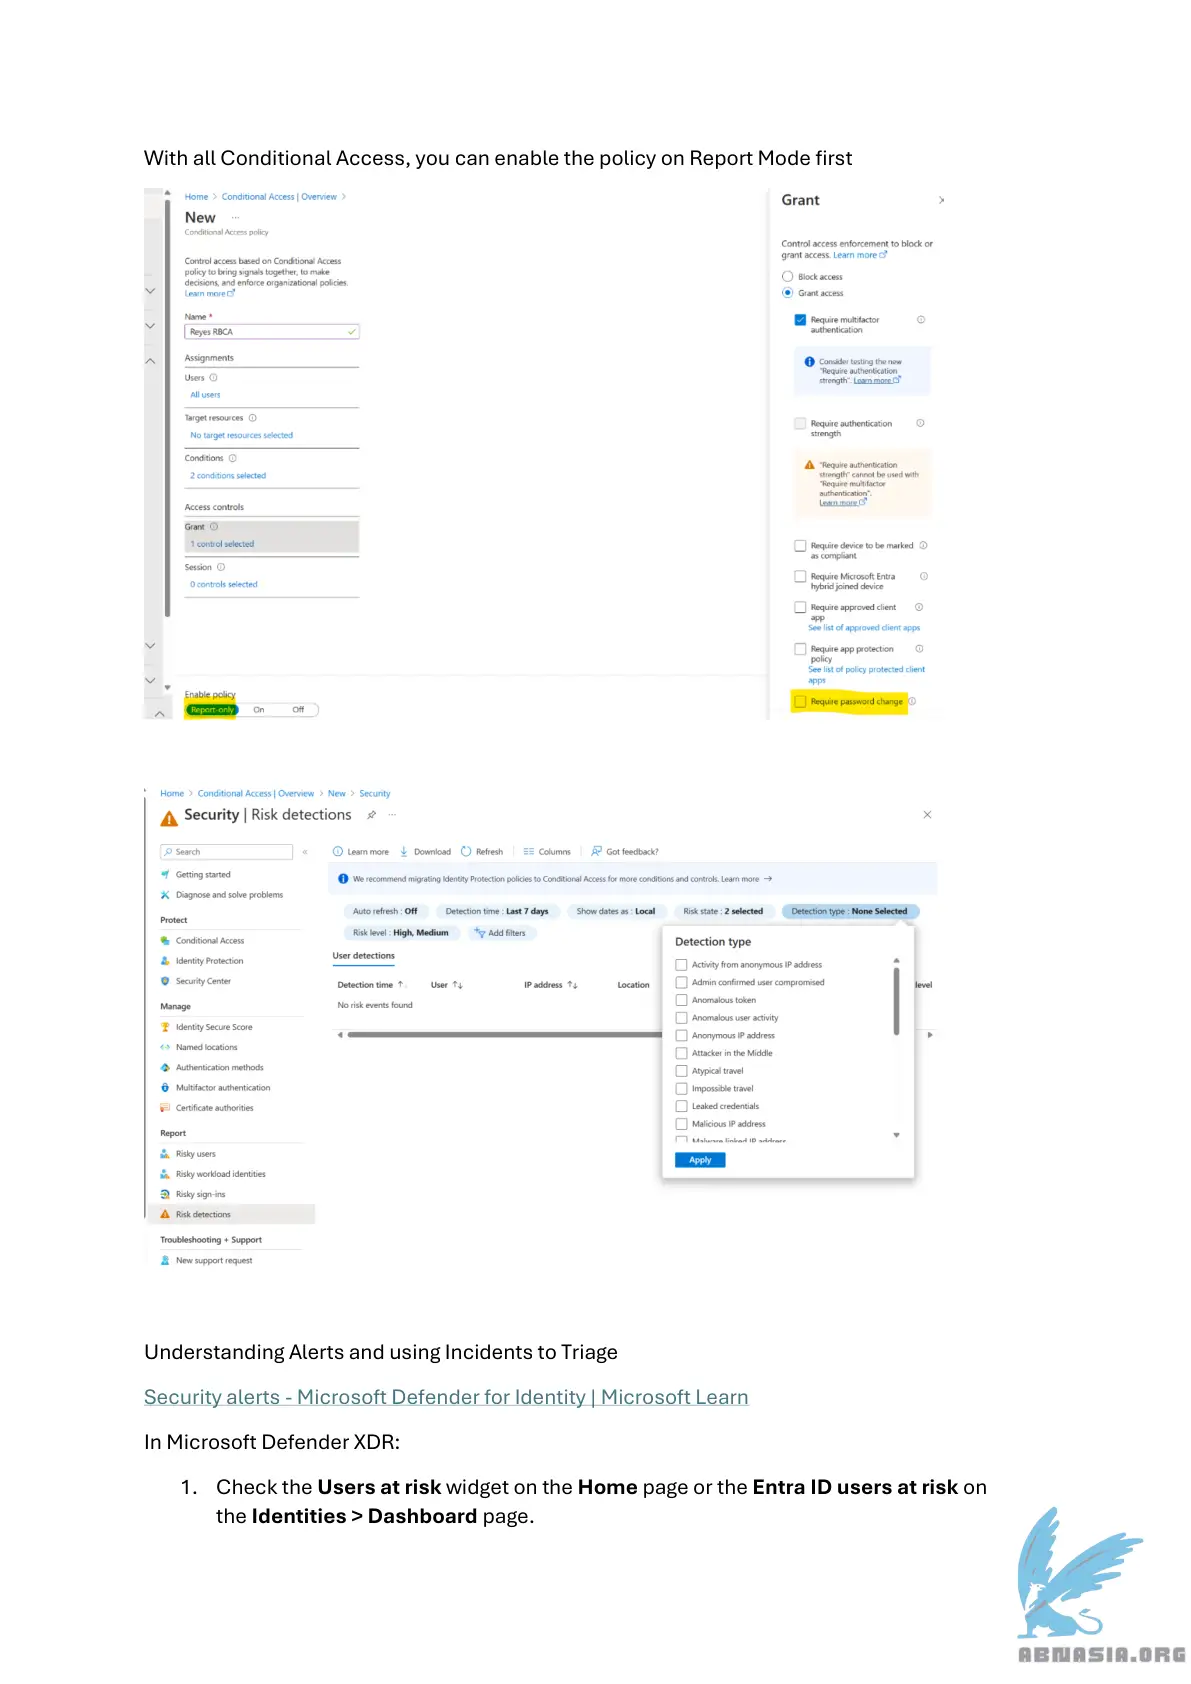 With all Conditional Access, you can enable the policy on Report Mode first
Home > Conditional Access | Overview >
New ...
Conditional Access policy
Control access based on Conditional Access
policy to bring signals together, to make
decisions, and enforce organizational policies.
Learn more
Name *
Reyes RBCA
Assignments
Users
All users
Target resources
No target resources selected
Conditions
2 conditions selected
Access controls
Grant
1 control selected
Session
0 controls selected
Enable policy
Report-only On Off
Grant
Control access enforcement to block or
grant access. Learn more
Block access
Grant access
Require multifactor
authentication
Consider testing the new
"Require authentication
strength". Learn more
Require authentication
strength
"Require authentication
strength" cannot be used with
"Require multifactor
authentication".
Learn more
Require device to be marked
as compliant
Require Microsoft Entra
hybrid joined device
Require approved client
app
See list of approved client apps
Require app protection
policy
See list of policy protected client
apps
Require password change
Home > Conditional Access | Overview > New > Security
Security | Risk detections ...
Search
Getting started
Diagnose and solve problems
Protect
Conditional Access
Identity Protection
Security Center
Manage
Identity Secure Score
Named locations
Authentication methods
Multifactor authentication
Certificate authorities
Report
Risky users
Risky workload identities
Risky sign-ins
Risk detections
Troubleshooting + Support
New support request
Learn more Download Refresh Columns Got feedback?
We recommend migrating Identity Protection policies to Conditional Access for more conditions and controls. Learn more →
Auto refresh : Off Detection time : Last 7 days Show dates as : Local Risk state : 2 selected Detection type : None Selected
Risk level : High, Medium Add filters
User detections
Detection time ↑ User ↑↓ IP address ↑↓ Location level
No risk events found
Detection type
Activity from anonymous IP address
Admin confirmed user compromised
Anomalous token
Anomalous user activity
Anonymous IP address
Attacker in the Middle
Atypical travel
Impossible travel
Leaked credentials
Malicious IP address
Malware linked IP address
Apply
Understanding Alerts and using Incidents to Triage
Security alerts - Microsoft Defender for Identity | Microsoft Learn
In Microsoft Defender XDR:
1. Check the Users at risk widget on the Home page or the Entra ID users at risk on
the Identities > Dashboard page.
ABNASIA.ORG